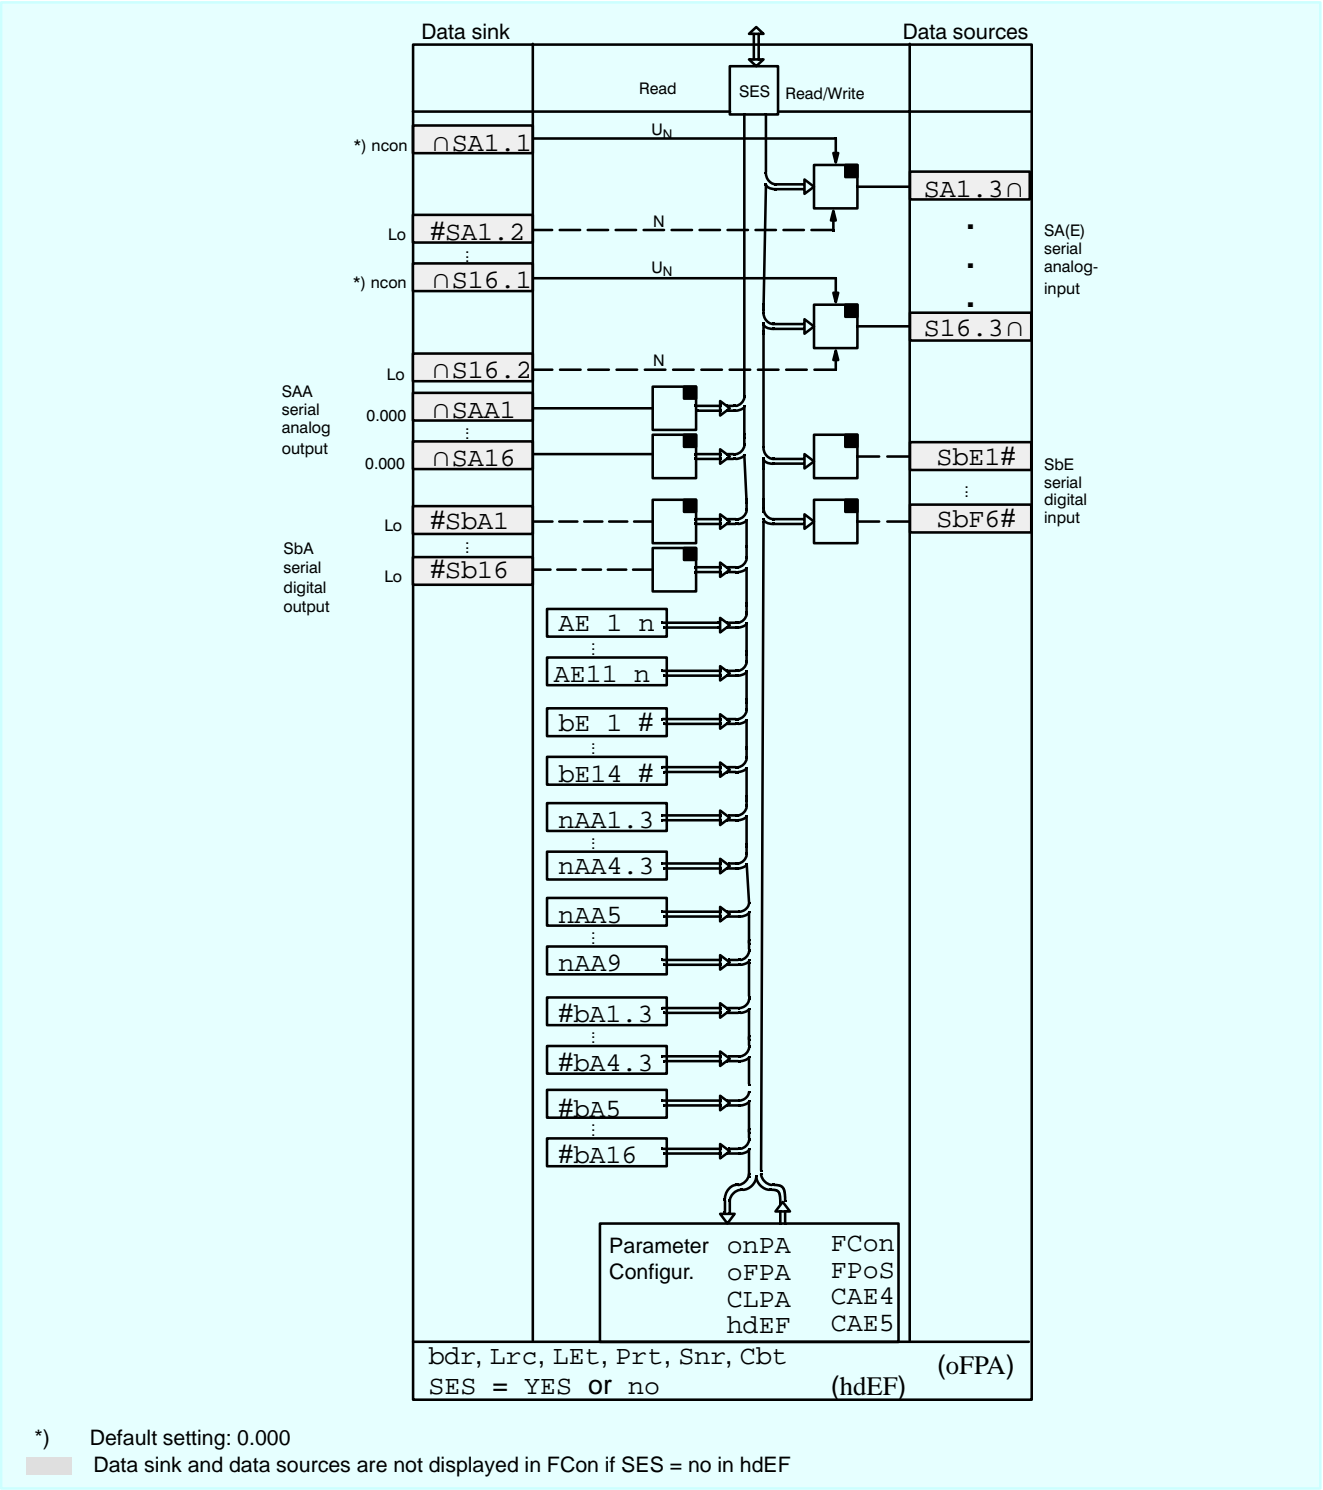 Data sink
Data sources
Read
SES
Read/Write
*) ncon
∩SA1.1
UN
SA1.3∩
Lo
#SA1.2
N
SA(E)
serial
analog-
input
*) ncon
∩S16.1
UN
S16.3∩
Lo
∩S16.2
N
SAA
serial
analog
output
0.000
∩SAA1
0.000
∩SA16
SbE1#
SbE
serial
digital
input
SbF6#
Lo
#SbA1
SbA
serial
digital
output
Lo
#Sb16
AE 1 n
AE11 n
bE 1 #
bE14 #
nAA1.3
nAA4.3
nAA5
nAA9
#bA1.3
#bA4.3
#bA5
#bA16
Parameter onPA FCon
Configur. oFPA FPoS
CLPA CAE4
hdEF CAE5
bdr, Lrc, LEt, Prt, Snr, Cbt
(oFPA)
SES = YES or no (hdEF)
*) Default setting: 0.000
Data sink and data sources are not displayed in FCon if SES = no in hdEF